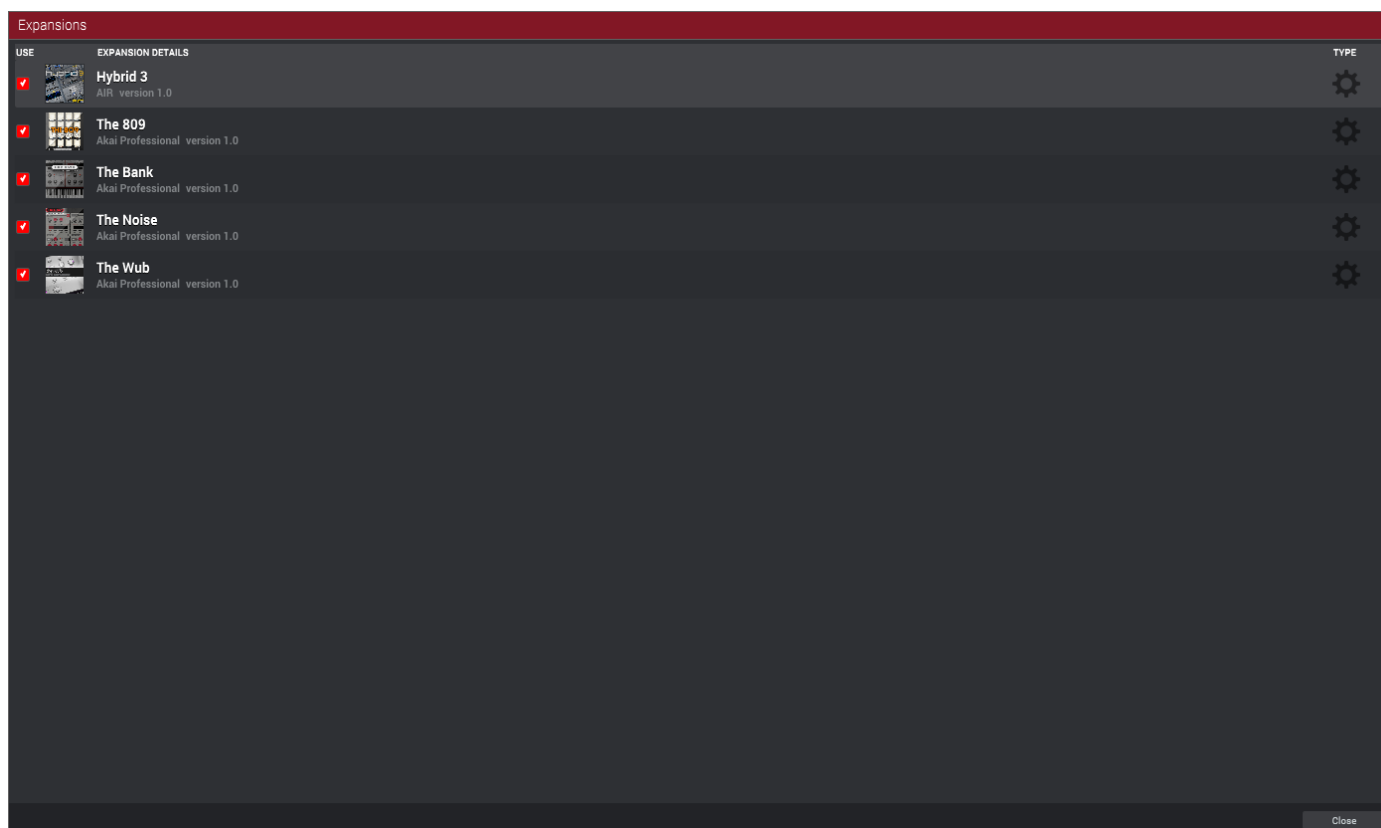 Expansions
USE EXPANSION DETAILS TYPE
Hybrid 3
AIR version 1.0
The 809
Akai Professional version 1.0
The Bank
Akai Professional version 1.0
The Noise
Akai Professional version 1.0
The Wub
Akai Professional version 1.0
Close